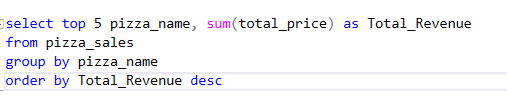 select top 5 pizza_name, sum(total_price) as Total_Revenue
from pizza_sales
group by pizza_name
order by Total_Revenue desc